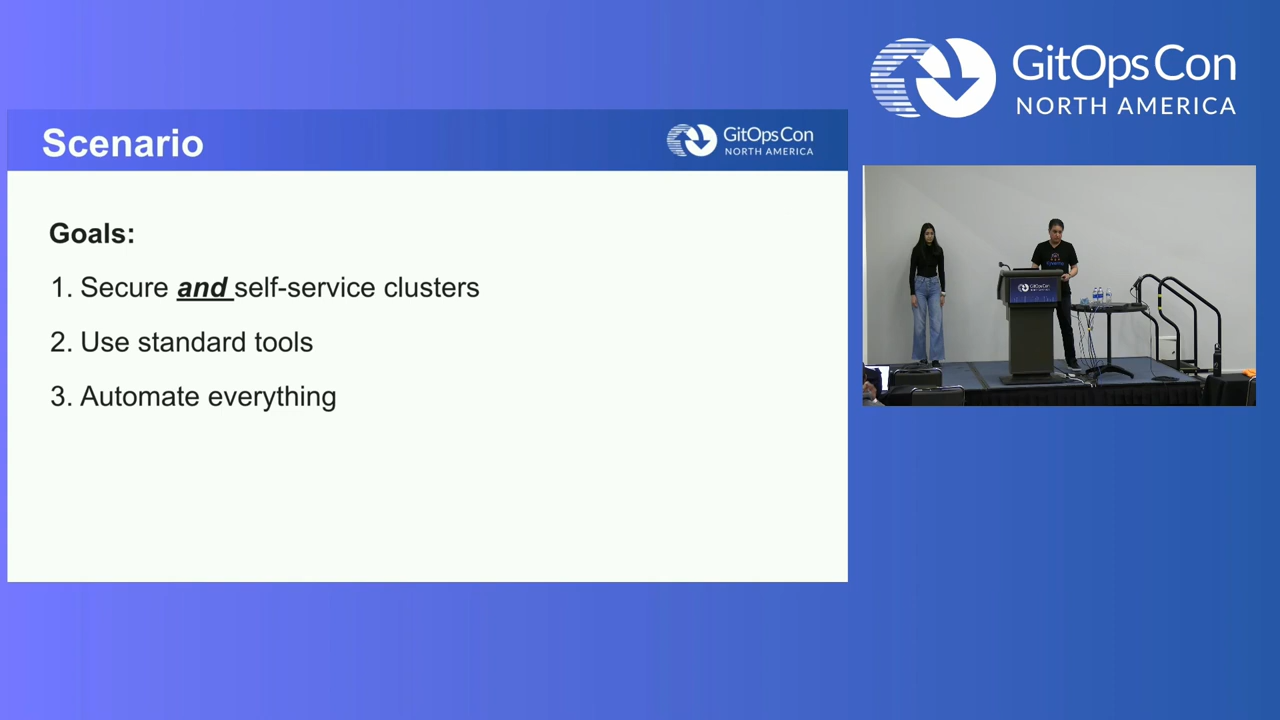 GitOpsCon
NORTH AMERICA
Scenario
GitOpsCon
NORTH AMERICA
Goals:
1. Secure and self-service clusters
2. Use standard tools
3. Automate everything
GitOpsCon